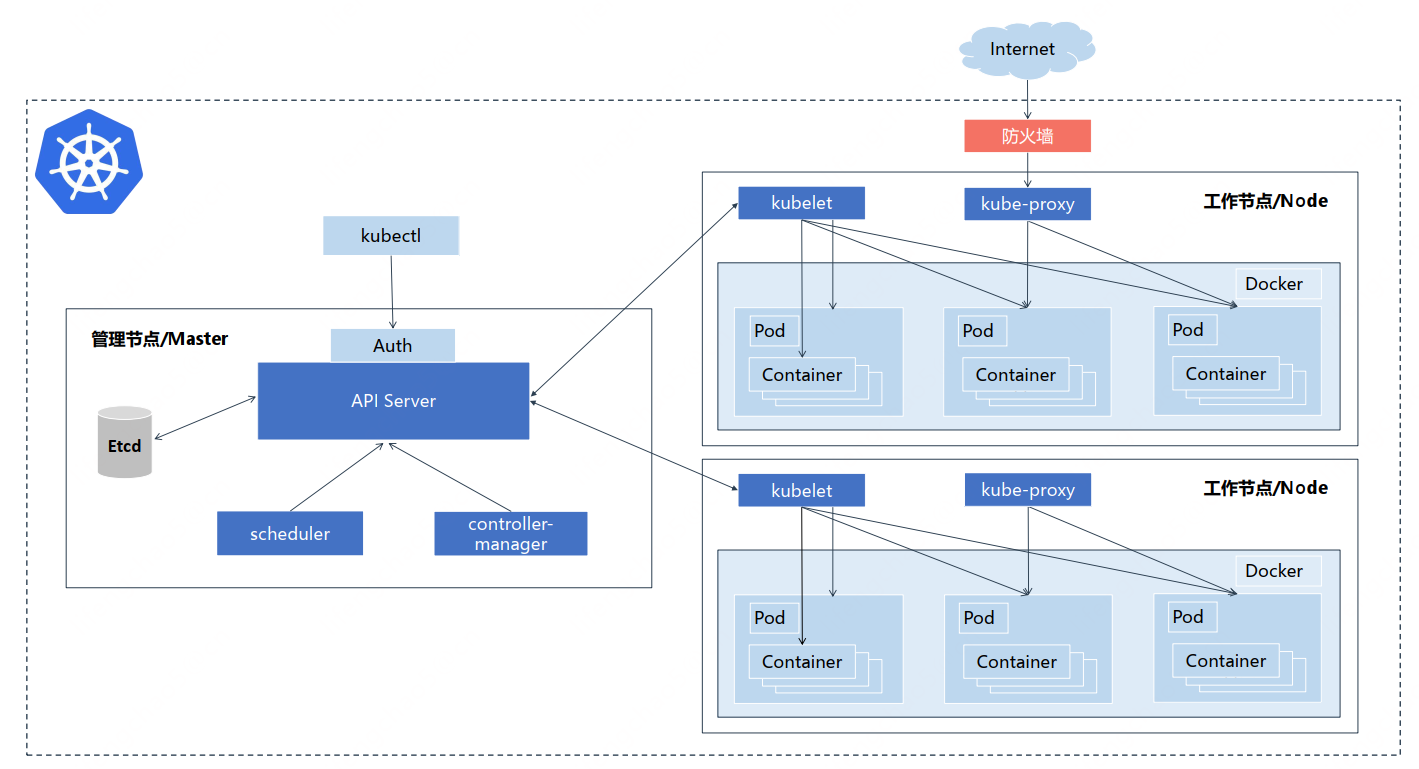 Internet
防火墙
kubelet
kube-proxy
工作节点/Node
kubectl
Docker
管理节点/Master
Auth
Pod
Pod
Pod
Container
Container
Container
API Server
Etcd
kubelet
kube-proxy
工作节点/Node
scheduler
controller-
manager
Docker
Pod
Pod
Pod
Container
Container
Container